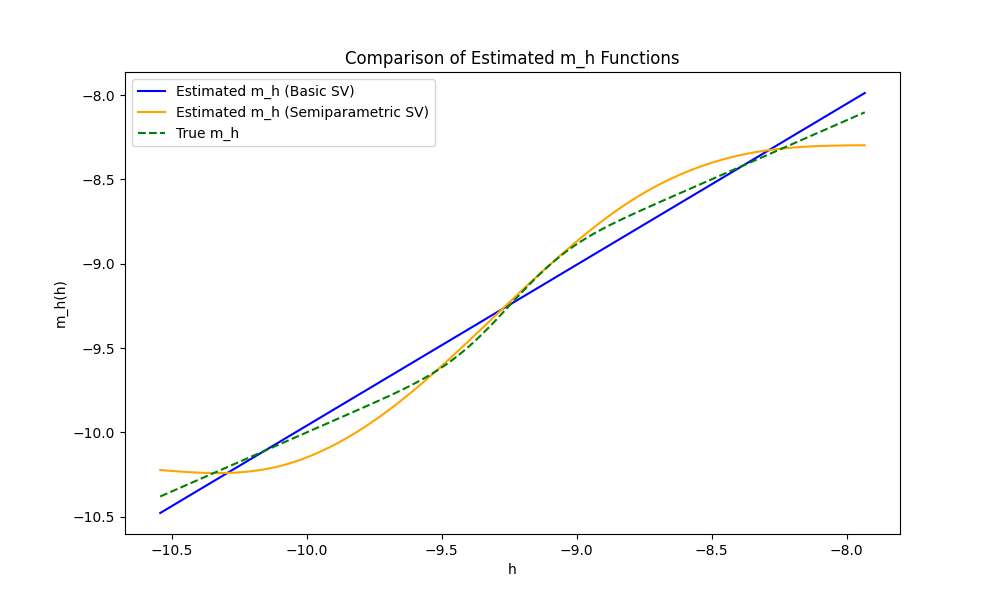 Comparison of Estimated m_h Functions
Estimated m_h (Basic SV)
Estimated m_h (Semiparametric SV)
True m_h
−8.0
−8.5
−9.0
−9.5
−10.0
−10.5
m_h(h)
−10.5 −10.0 −9.5 −9.0 −8.5 −8.0
h